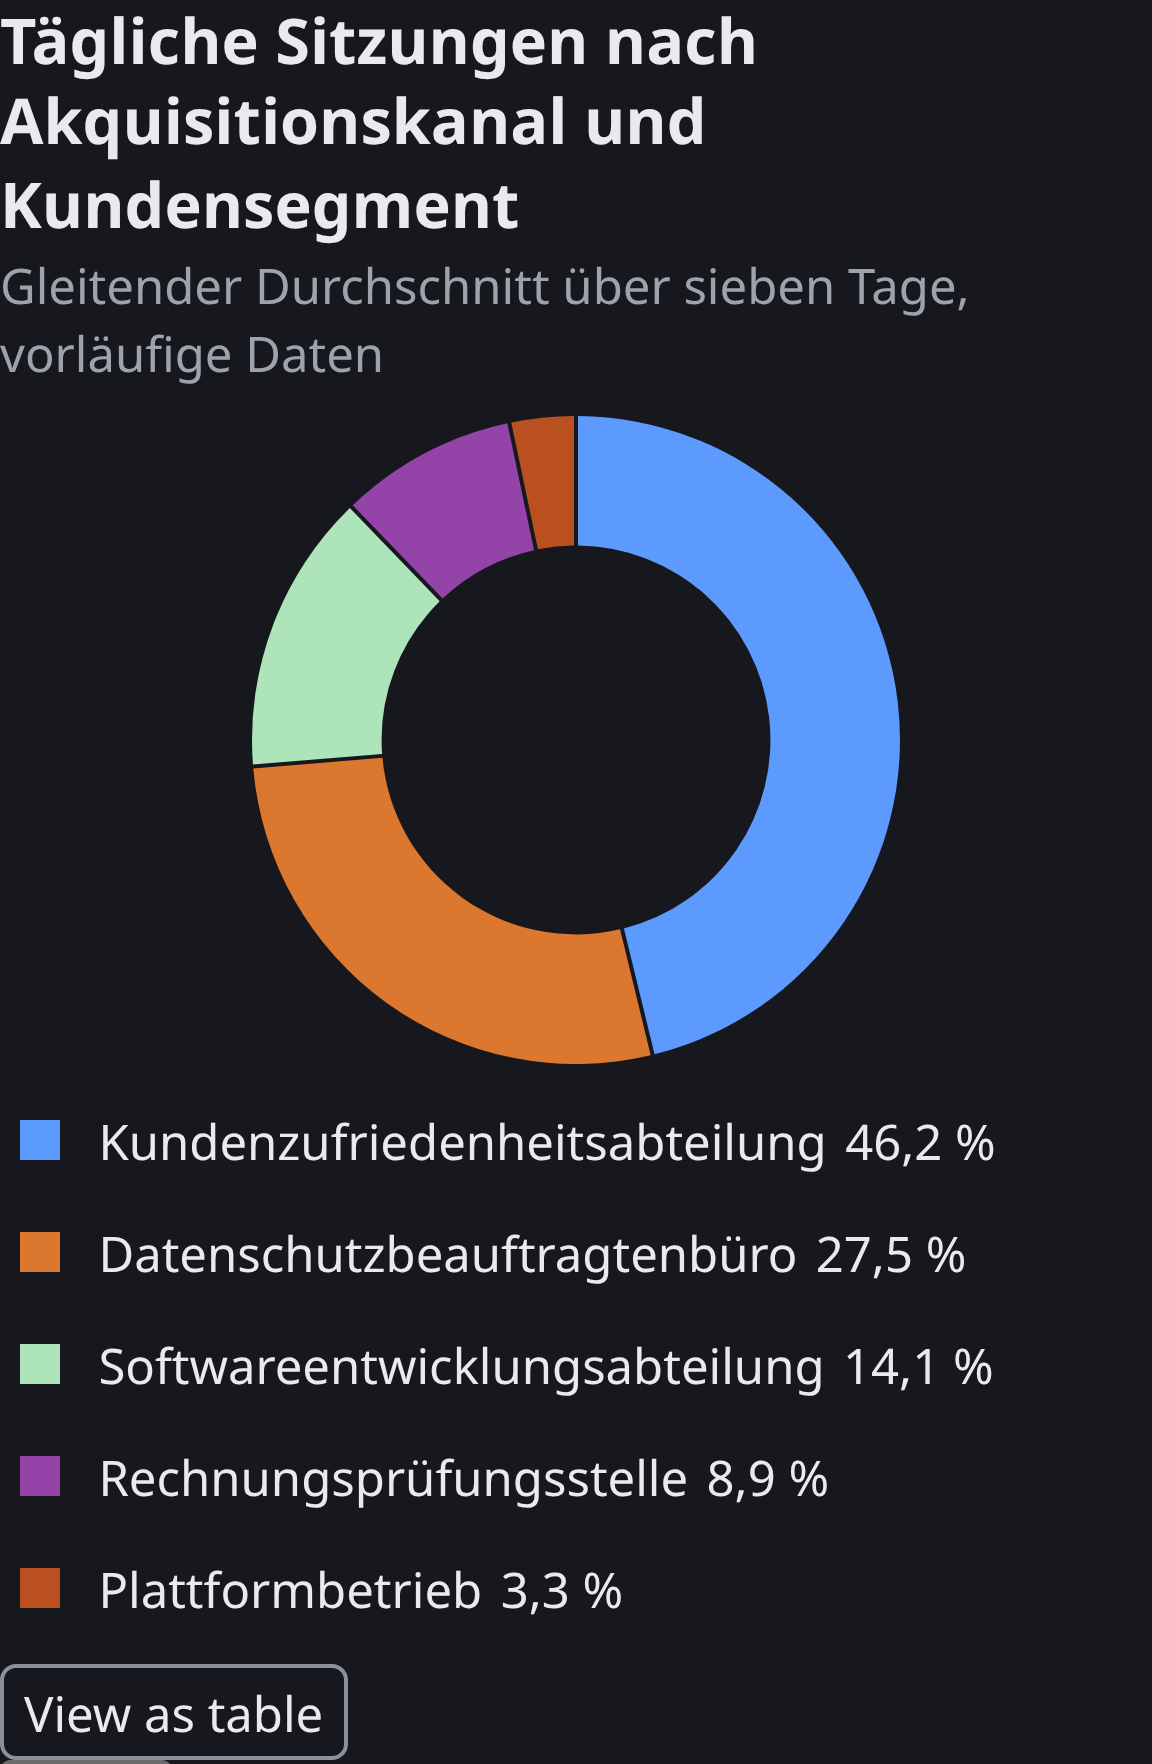 Tägliche Sitzungen nach
Akquisitionskanal und
Kundensegment
Gleitender Durchschnitt über sieben Tage,
vorläufige Daten
Kundenzufriedenheitsabteilung 46,2 %
Datenschutzbeauftragtenbüro 27,5 %
Softwareentwicklungsabteilung 14,1 %
Rechnungsprüfungsstelle 8,9 %
Plattformbetrieb 3,3 %
View as table